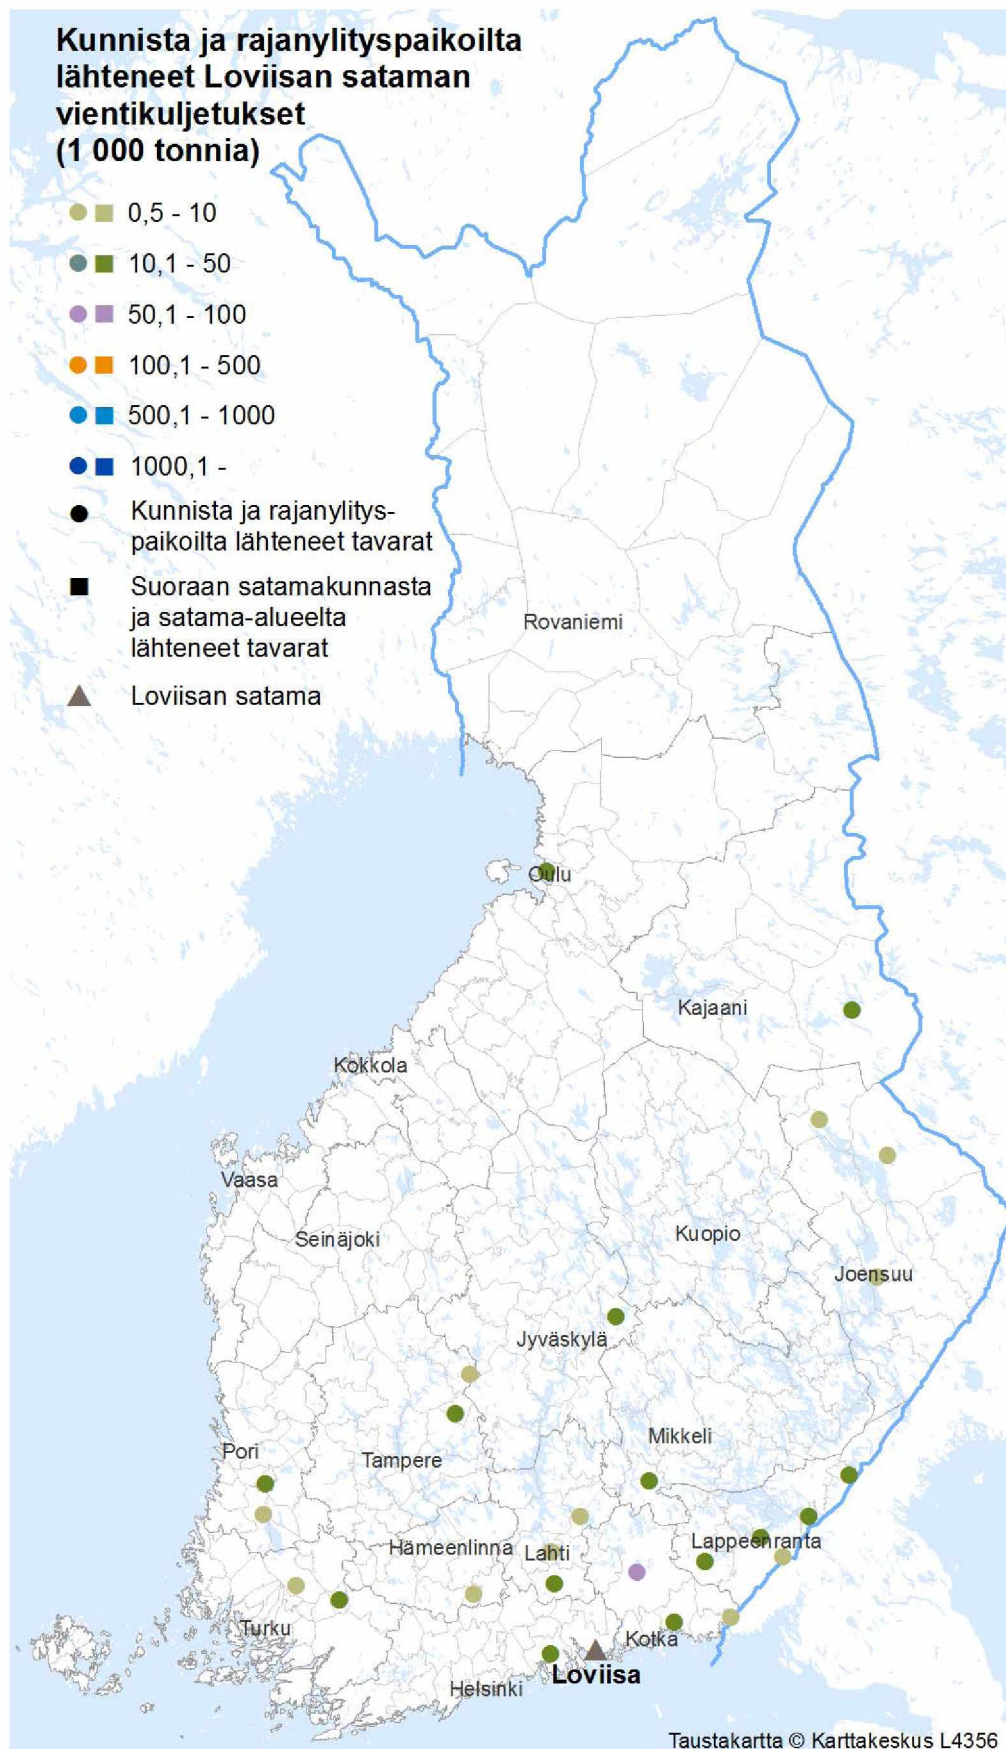 Kunnista ja rajanylityspaikoilta
lähteneet Loviisan sataman
vientikuljetukset
(1 000 tonnia)
0,5 - 10
10,1 - 50
50,1 - 100
100,1 - 500
500,1 - 1000
1000,1 -
Kunnista ja rajanylitys-
paikoilta lähteneet tavarat
Suoraan satamakunnasta
ja satama-alueelta
lähteneet tavarat
Loviisan satama
Rovaniemi
Oulu
Kajaani
Kokkola
Vaasa
Seinäjoki
Kuopio
Joensuu
Jyväskylä
Mikkeli
Pori
Tampere
Lappeenranta
Hämeenlinna
Lahti
Turku
Kotka
Loviisa
Helsinki
Taustakartta © Karttakeskus L4356